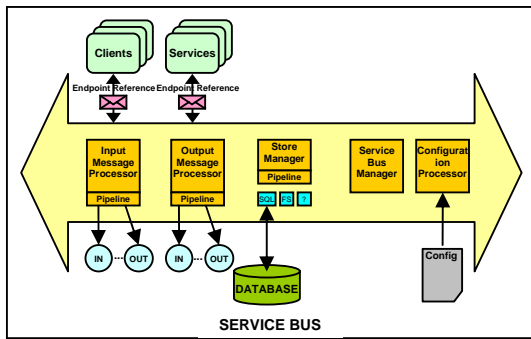 Clients
Services
Endpoint Reference
Endpoint Reference
Input
Message
Processor
Pipeline
Output
Message
Processor
Pipeline
Store
Manager
Pipeline
SQL
FS
?
Service
Bus
Manager
Configurat
ion
Processor
IN
...
OUT
IN
...
OUT
DATABASE
Config
SERVICE BUS